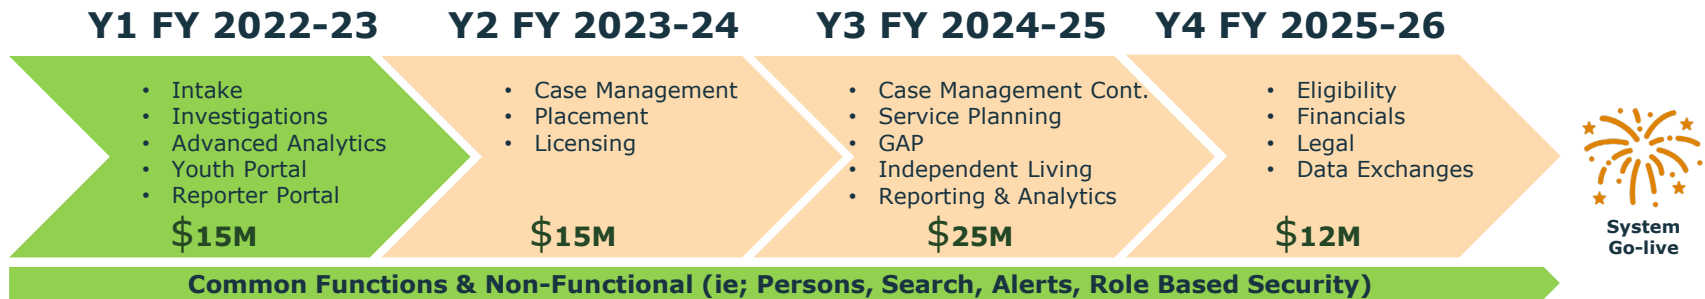 Y1 FY 2022-23
• Intake
• Investigations
• Advanced Analytics
• Youth Portal
• Reporter Portal
$15M
Y2 FY 2023-24
• Case Management
• Placement
• Licensing
$15M
Y3 FY 2024-25
• Case Management Cont.
• Service Planning
• GAP
• Independent Living
• Reporting & Analytics
$25M
Y4 FY 2025-26
• Eligibility
• Financials
• Legal
• Data Exchanges
$12M
System
Go-live
Common Functions & Non-Functional (ie; Persons, Search, Alerts, Role Based Security)